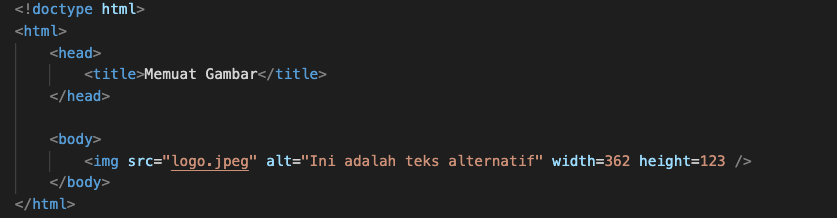 <!doctype html>
<html>
<head>
<title>Memuat Gambar</title>
</head>
<body>
<img src="logo.jpeg" alt="Ini adalah teks alternatif" width=362 height=123 />
</body>
</html>